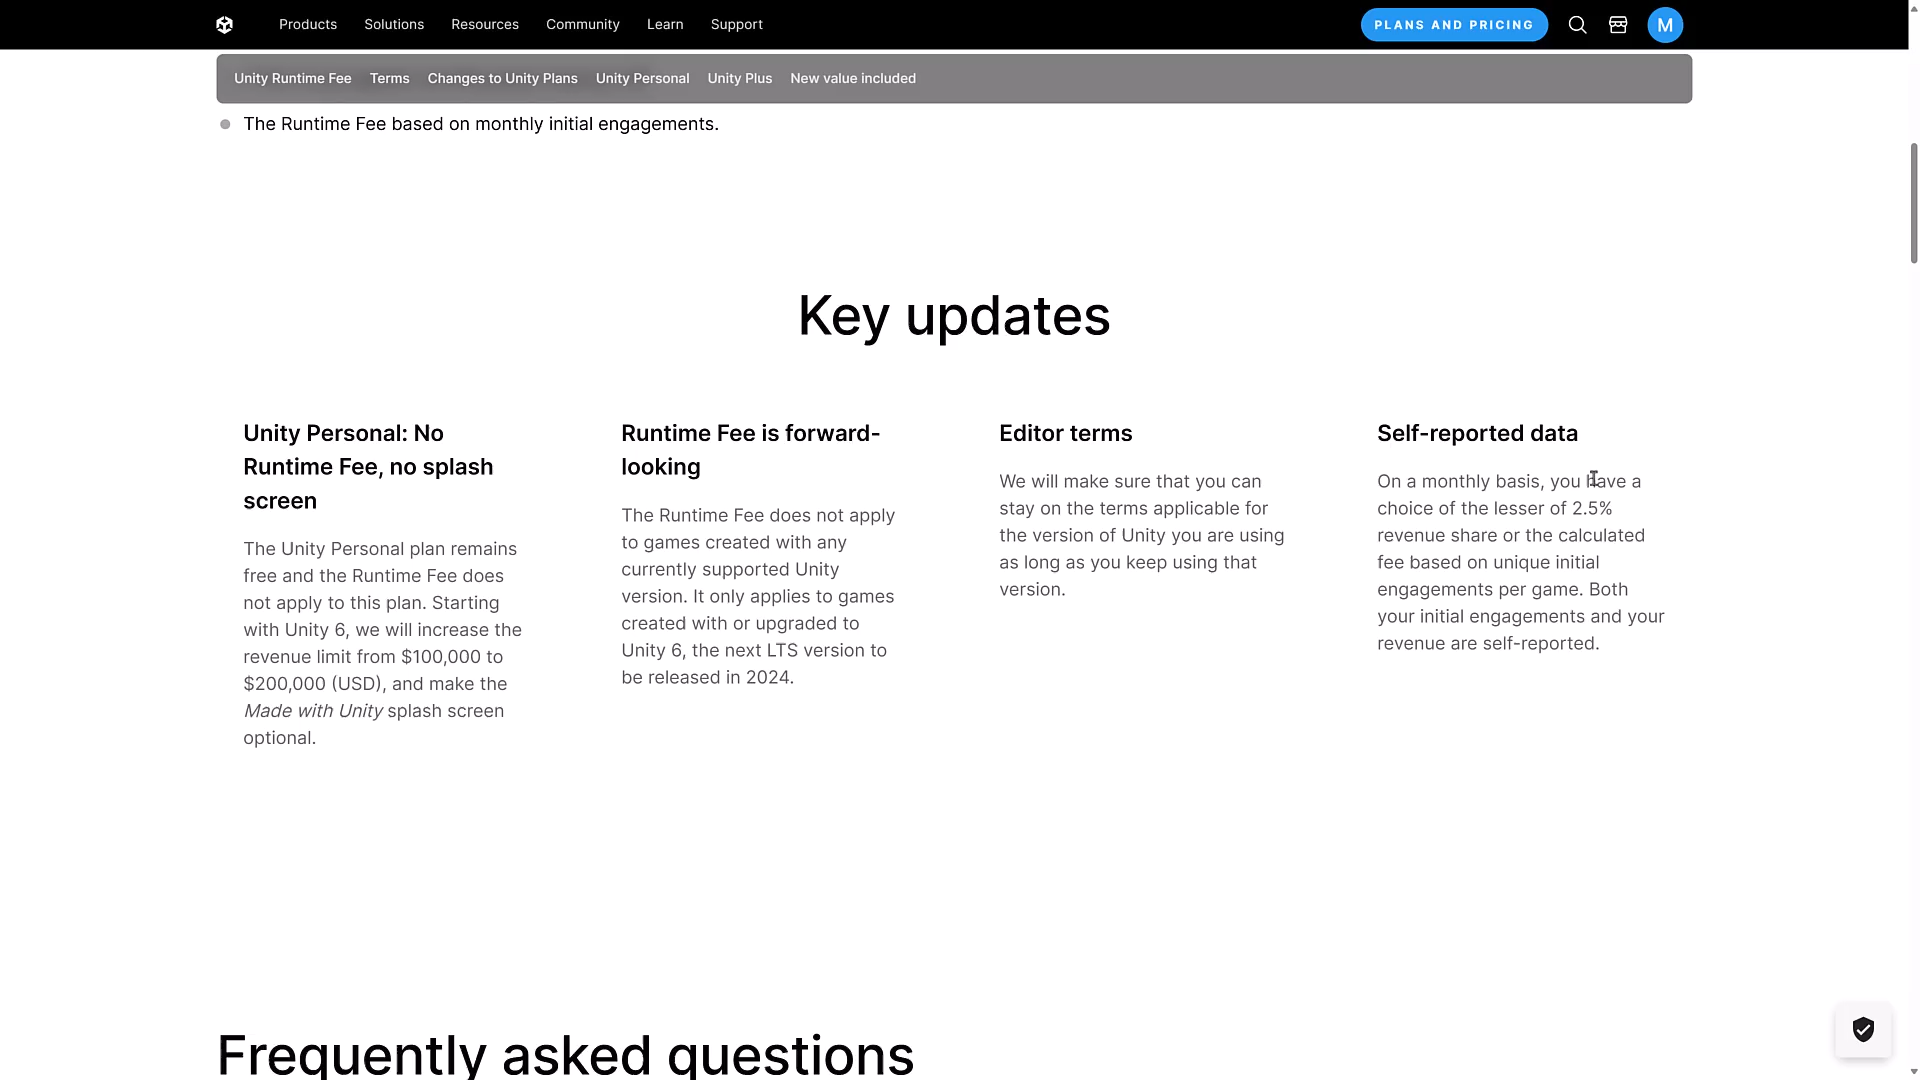 Products Solutions Resources Community Learn Support PLANS AND PRICING M
Unity Runtime Fee Terms Changes to Unity Plans Unity Personal Unity Plus New value included
The Runtime Fee based on monthly initial engagements.
Key updates
Unity Personal: No
Runtime Fee, no splash
screen
The Unity Personal plan remains
free and the Runtime Fee does
not apply to this plan. Starting
with Unity 6, we will increase the
revenue limit from $100,000 to
$200,000 (USD), and make the
Made with Unity splash screen
optional.
Runtime Fee is forward-
looking
The Runtime Fee does not apply
to games created with any
currently supported Unity
version. It only applies to games
created with or upgraded to
Unity 6, the next LTS version to
be released in 2024.
Editor terms
We will make sure that you can
stay on the terms applicable for
the version of Unity you are using
as long as you keep using that
version.
Self-reported data
On a monthly basis, you have a
choice of the lesser of 2.5%
revenue share or the calculated
fee based on unique initial
engagements per game. Both
your initial engagements and your
revenue are self-reported.
Frequently asked questions